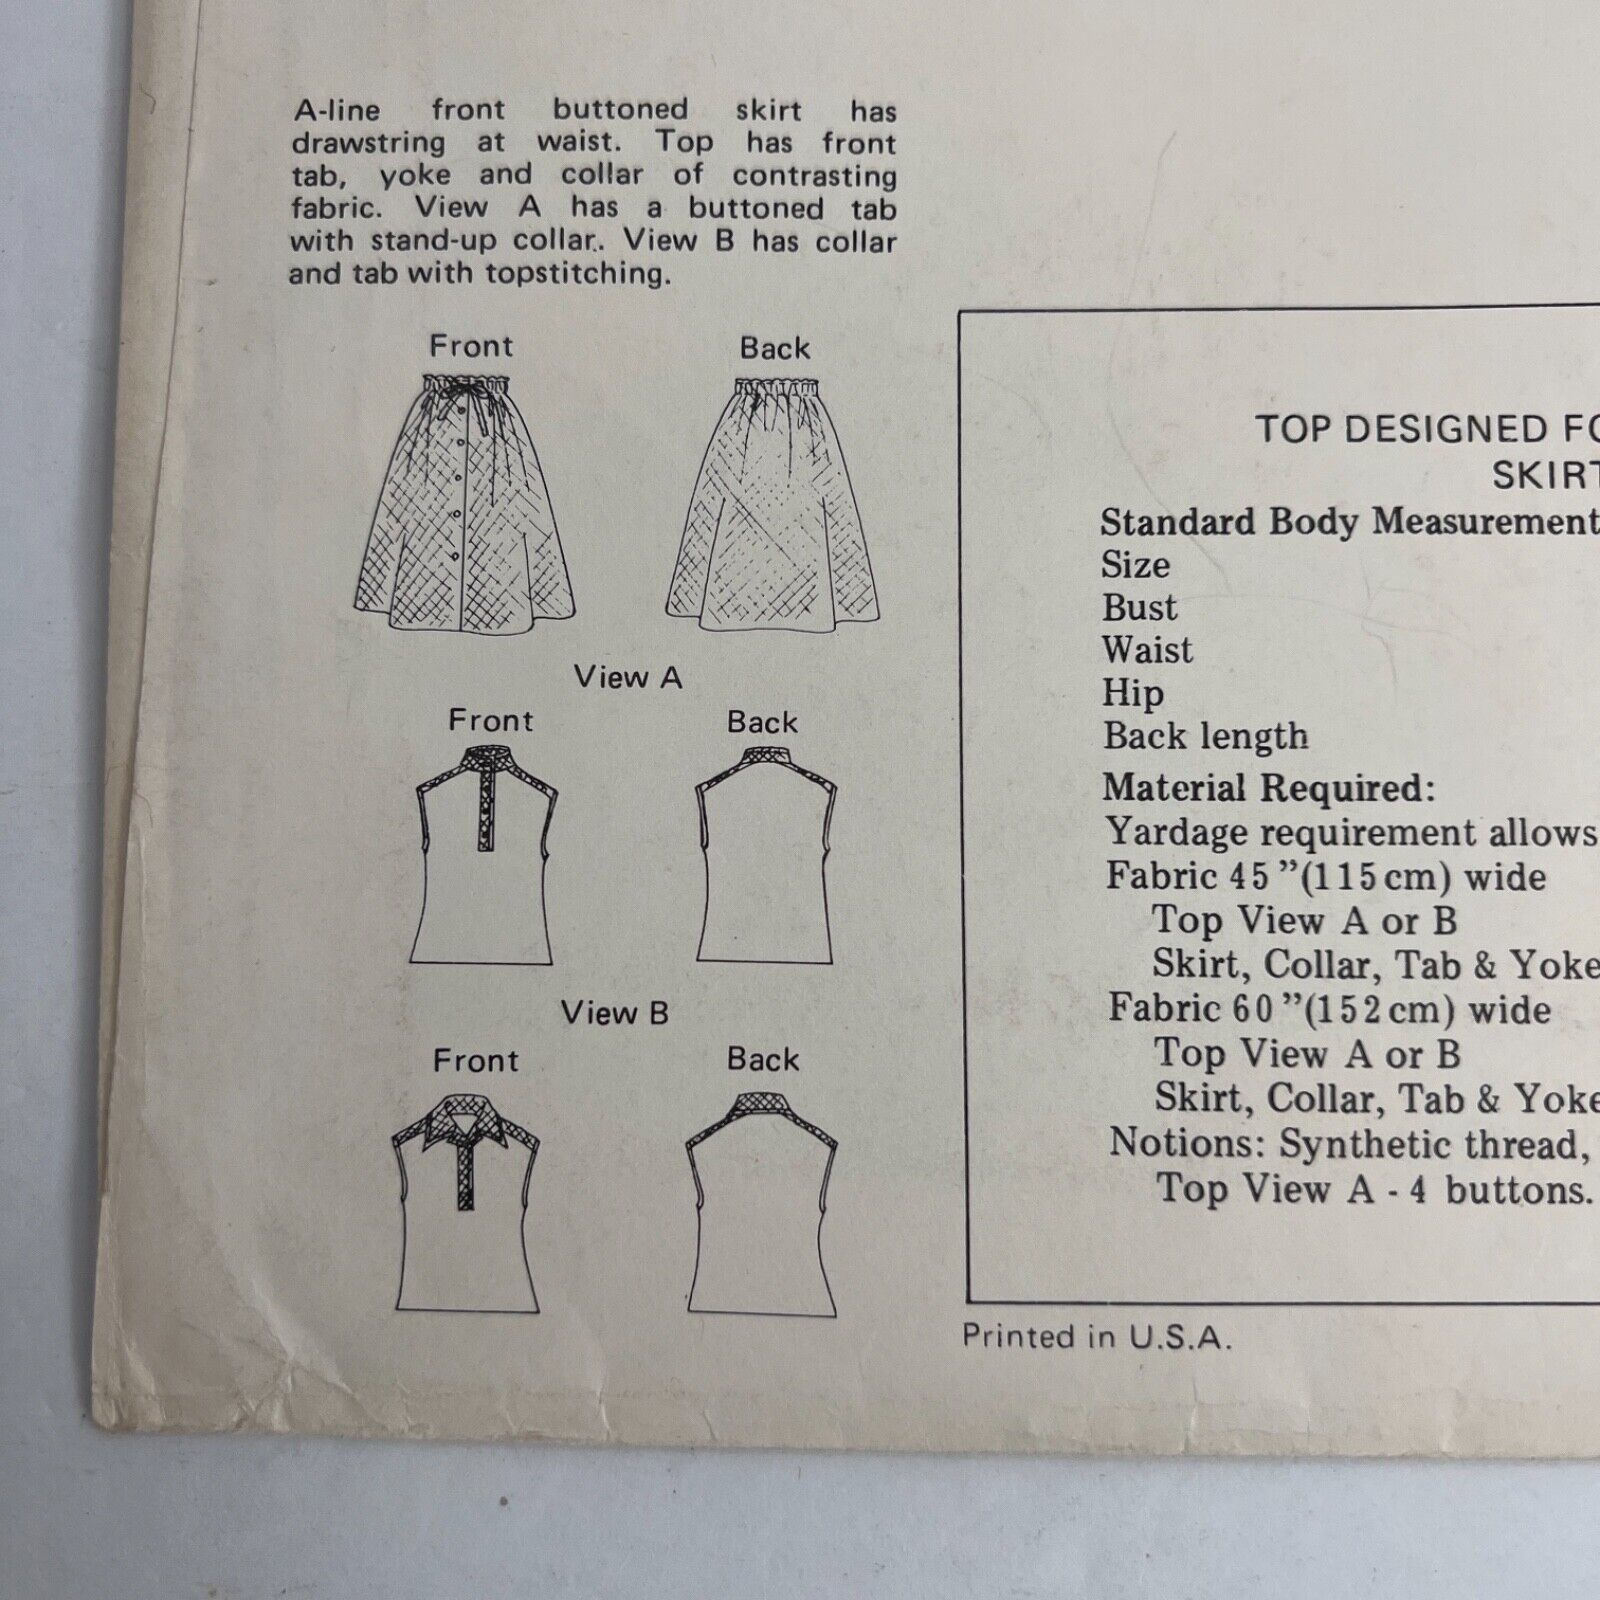 A-line front buttoned skirt has
drawstring at waist. Top has front
tab, yoke and collar of contrasting
fabric. View A has a buttoned tab
with stand-up collar.. View B has collar
and tab with topstitching.
Front Back
View A
Front Back
View B
Front Back
TOP DESIGNED
SKIRT
Standard Body Measurement
Size
Bust
Waist
Hip
Back length
Material Required:
Yardage requirement allows
Fabric 45"(115cm) wide
Top View A or B
Skirt, Collar, Tab & Yoke
Fabric 60"(152cm) wide
Top View A or B
Skirt, Collar, Tab & Yoke
Notions: Synthetic thread,
Top View A - 4 buttons.
Printed in U.S.A.